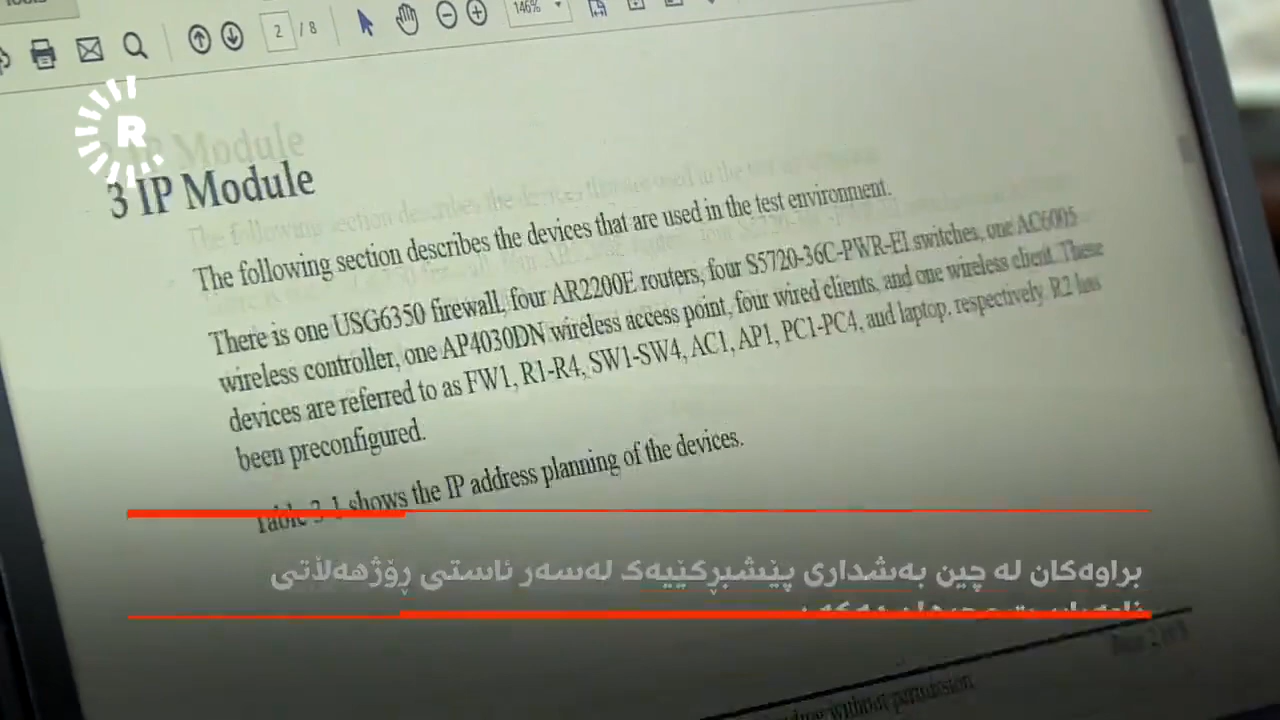 2 / 8
146%
R
3 IP Module
The following section describes the devices that are used in the test environment.
There is one USG6350 firewall, four AR2200E routers, four S5720-36C-PWR-EI switches, one AC6005
wireless controller, one AP4030DN wireless access point, four wired clients, and one wireless client. These
devices are referred to as FW1, R1-R4, SW1-SW4, AC1, AP1, PC1-PC4, and laptop, respectively. R2 has
been preconfigured.
Table 3-1 shows the IP address planning of the devices.
براوەکان لە چین بەشداری پێشبڕکێیەک لەسەر ئاستی ڕۆژهەڵاتی
without permission